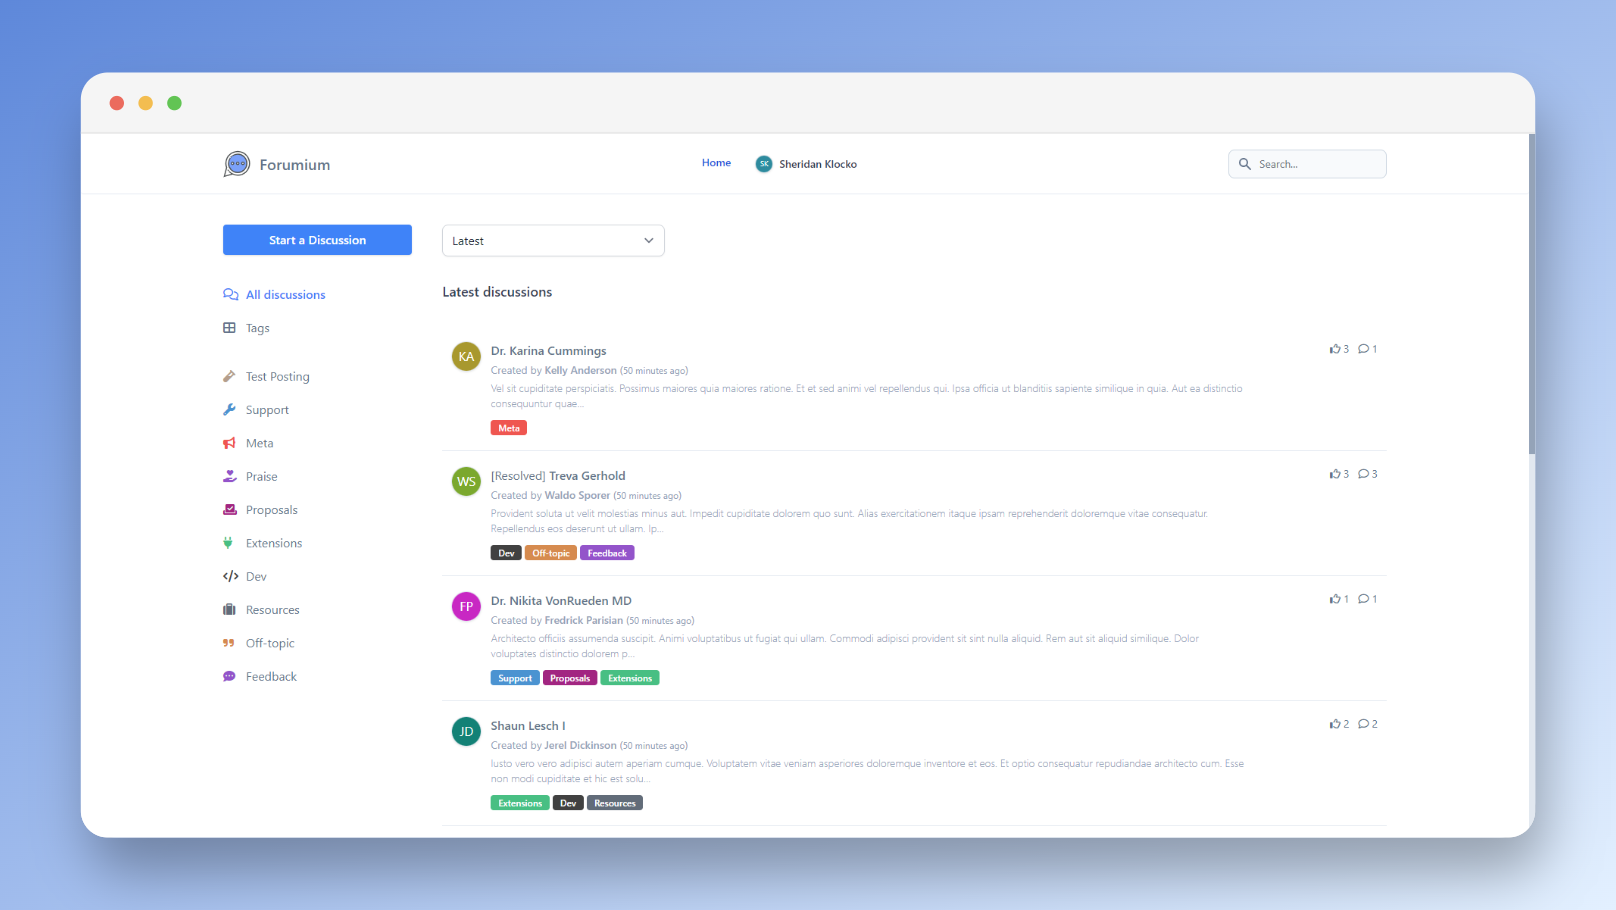 Forumium
Home
SK
Sheridan Klocko
Search...
Start a Discussion
Latest
All discussions
Tags
Test Posting
Support
Meta
Praise
Proposals
Extensions
Dev
Resources
Off-topic
Feedback
Latest discussions
KA
Dr. Karina Cummings
3 1
Created by Kelly Anderson (50 minutes ago)
Vel sit cupiditate perspiciatis. Possimus maiores quia maiores ratione. Et et sed animi vel repellendus qui. Ipsa officia ut blanditiis sapiente similique in quia. Aut ea distinctio
consequuntur quae...
Meta
WS
[Resolved] Treva Gerhold
3 3
Created by Waldo Sporer (50 minutes ago)
Provident soluta ut velit molestias minus aut. Impedit cupiditate dolorem quo sunt. Alias exercitationem itaque ipsam reprehenderit doloremque vitae consequatur.
Repellendus eos deserunt ut ullam. Ip...
Dev Off-topic Feedback
FP
Dr. Nikita VonRueden MD
1 1
Created by Fredrick Parisian (50 minutes ago)
Architecto officiis assumenda suscipit. Animi voluptatibus ut fugiat qui ullam. Commodi adipisci provident sit sint nulla aliquid. Rem aut sit aliquid similique. Dolor
voluptates distinctio dolorem p...
Support Proposals Extensions
JD
Shaun Lesch I
2 2
Created by Jerel Dickinson (50 minutes ago)
Iusto vero vero adipisci autem aperiam cumque. Voluptatem vitae veniam asperiores doloremque inventore et eos. Et optio consequatur repudiandae architecto cum. Esse
non modi cupiditate et hic est solu...
Extensions Dev Resources